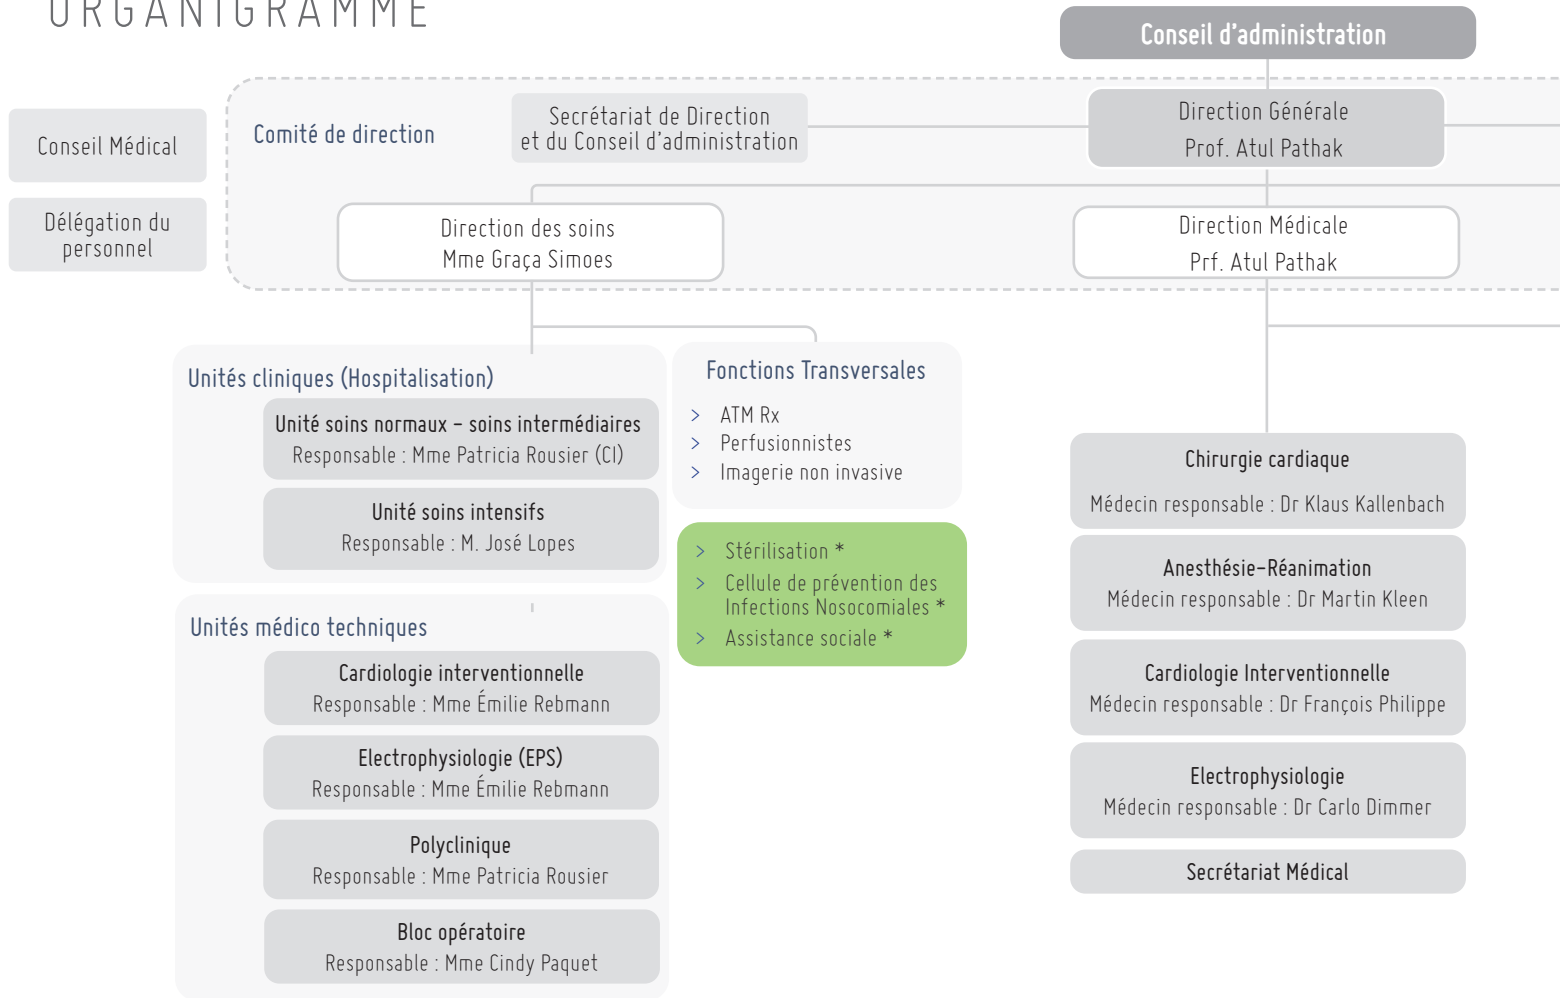 ORGANIGRAMME
Conseil d'administration
Conseil Médical
Délégation du
personnel
Comité de direction
Secrétariat de Direction
et du Conseil d'administration
Direction Générale
Prof. Atul Pathak
Direction des soins
Mme Graça Simoes
Direction Médicale
Prf. Atul Pathak
Unités cliniques (Hospitalisation)
Unité soins normaux - soins intermédiaires
Responsable : Mme Patricia Rousier (CI)
Unité soins intensifs
Responsable : M. José Lopes
Fonctions Transversales
> ATM Rx
> Perfusionnistes
> Imagerie non invasive
> Stérilisation *
> Cellule de prévention des
Infections Nosocomiales *
> Assistance sociale *
Unités médico techniques
Cardiologie interventionnelle
Responsable : Mme Émilie Rebmann
Electrophysiologie (EPS)
Responsable : Mme Émilie Rebmann
Polyclinique
Responsable : Mme Patricia Rousier
Bloc opératoire
Responsable : Mme Cindy Paquet
Chirurgie cardiaque
Médecin responsable : Dr Klaus Kallenbach
Anesthésie-Réanimation
Médecin responsable : Dr Martin Kleen
Cardiologie Interventionnelle
Médecin responsable : Dr François Philippe
Electrophysiologie
Médecin responsable : Dr Carlo Dimmer
Secrétariat Médical